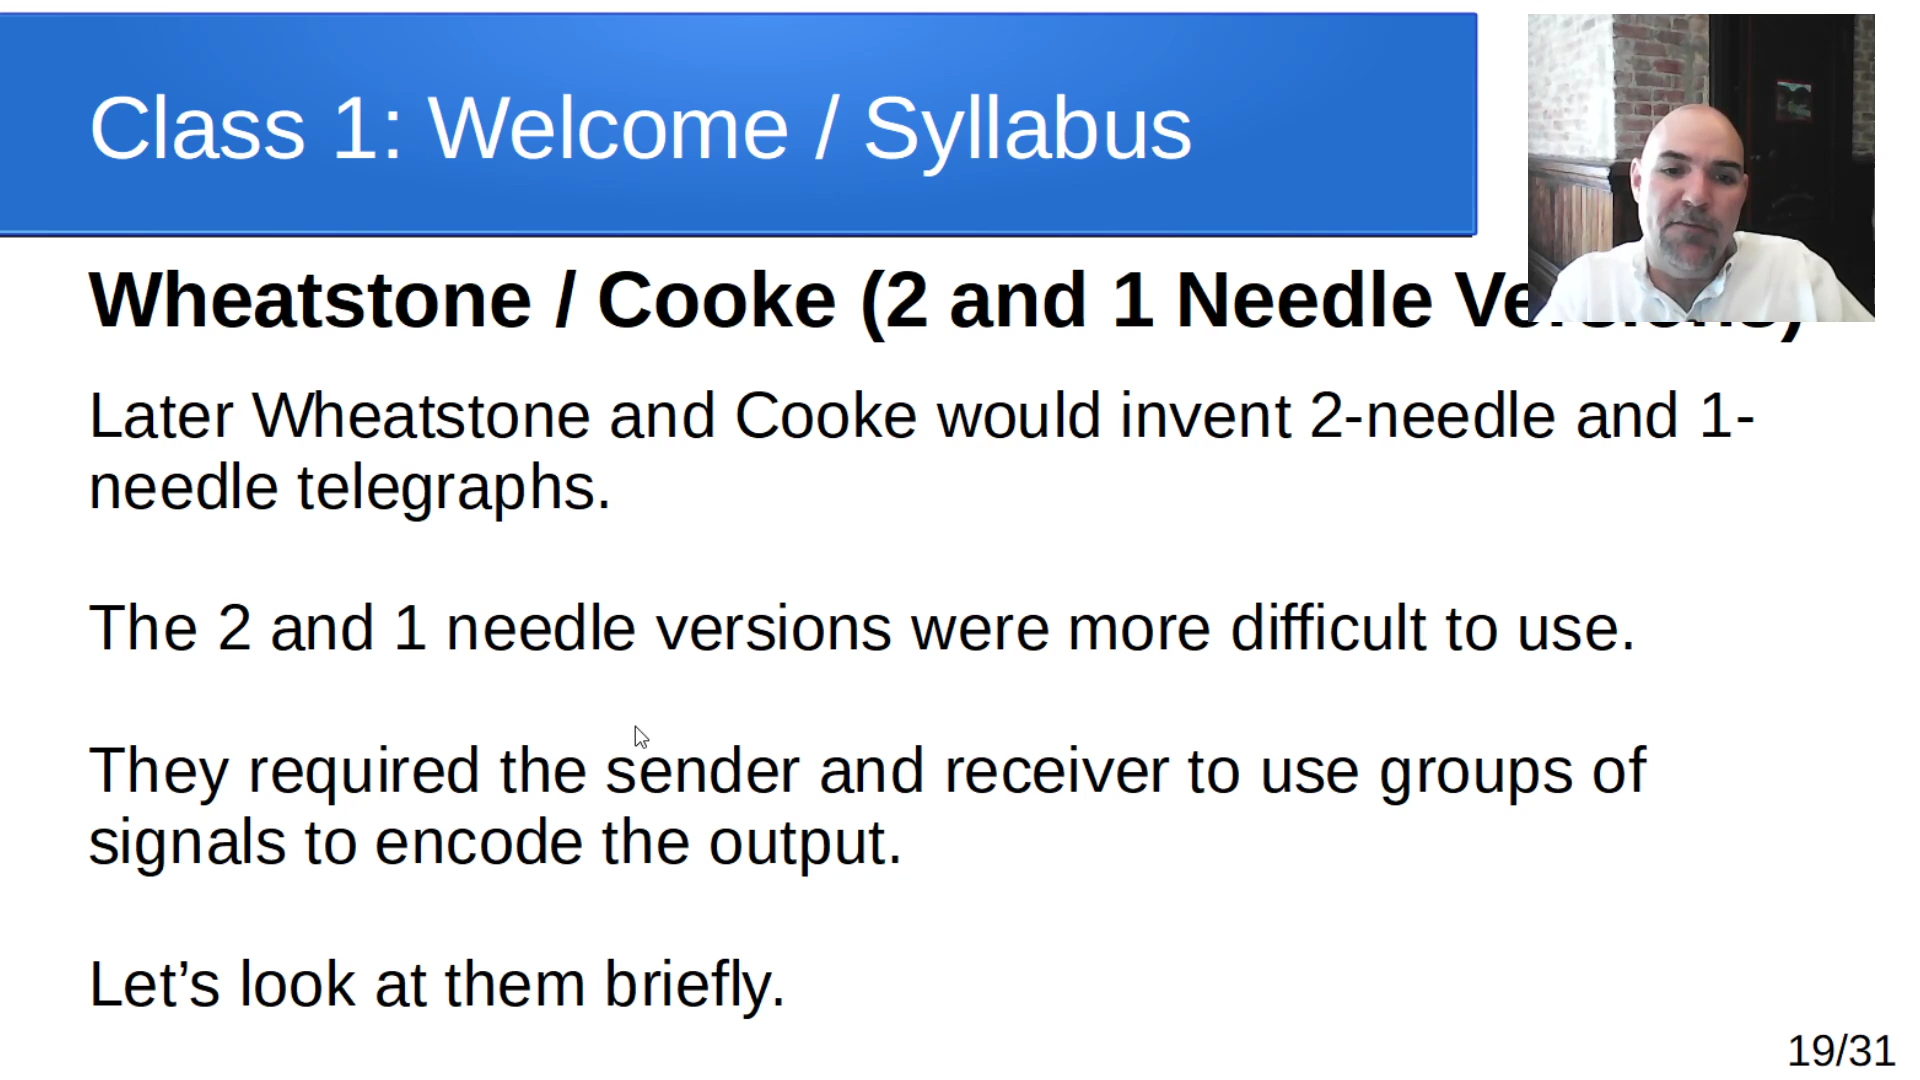 Class 1: Welcome / Syllabus
Wheatstone / Cooke (2 and 1 Needle
Later Wheatstone and Cooke would invent 2-needle and 1-
needle telegraphs.
The 2 and 1 needle versions were more difficult to use.
They required the sender and receiver to use groups of
signals to encode the output.
Let’s look at them briefly.
19/31